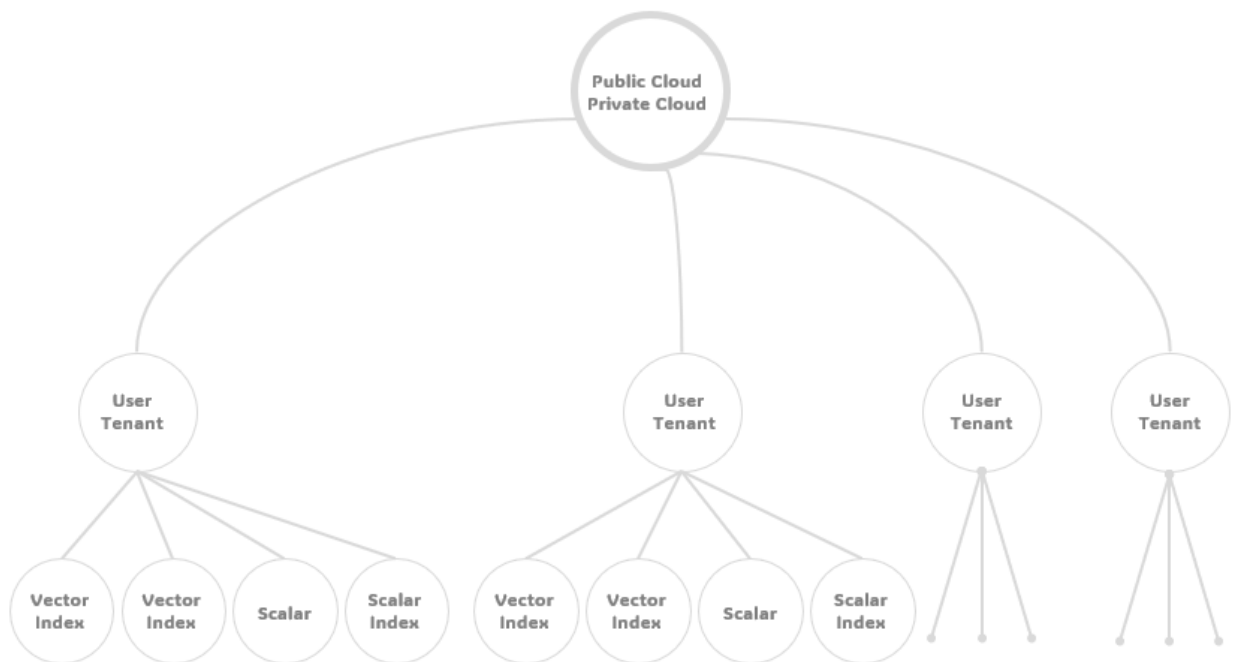 Public Cloud
Private Cloud
User
Tenant
User
Tenant
User
Tenant
User
Tenant
Vector
Index
Vector
Index
Scalar
Scalar
Index
Vector
Index
Vector
Index
Scalar
Scalar
Index